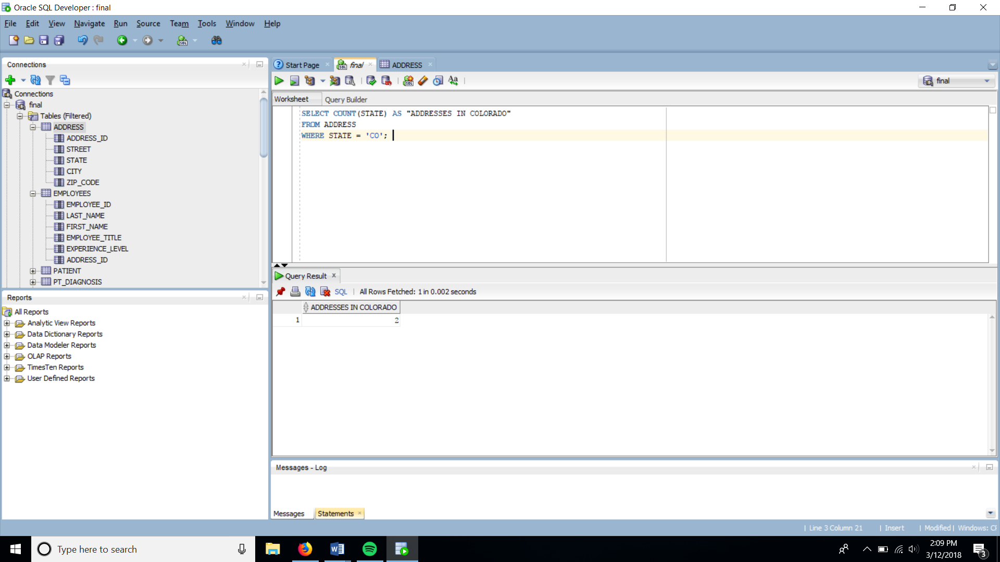 Oracle SQL Developer : final
File Edit View Navigate Run Source Team Tools Window Help
Connections
Connections
final
Tables (Filtered)
ADDRESS
ADDRESS_ID
STREET
STATE
CITY
ZIP_CODE
EMPLOYEES
EMPLOYEE_ID
LAST_NAME
FIRST_NAME
EMPLOYEE_TITLE
EXPERIENCE_LEVEL
ADDRESS_ID
PATIENT
PT_DIAGNOSIS
Reports
All Reports
Analytic View Reports
Data Dictionary Reports
Data Modeler Reports
OLAP Reports
TimesTen Reports
User Defined Reports
Start Page final ADDRESS
final
Worksheet Query Builder
SELECT COUNT(STATE) AS "ADDRESSES IN COLORADO"
FROM ADDRESS
WHERE STATE = 'CO';
Query Result
SQL All Rows Fetched: 1 in 0.002 seconds
ADDRESSES IN COLORADO
1 2
Messages - Log
Messages Statements
Line 3 Column 21 Insert Modified Windows: CF
Type here to search
2:09 PM
3/12/2018
3